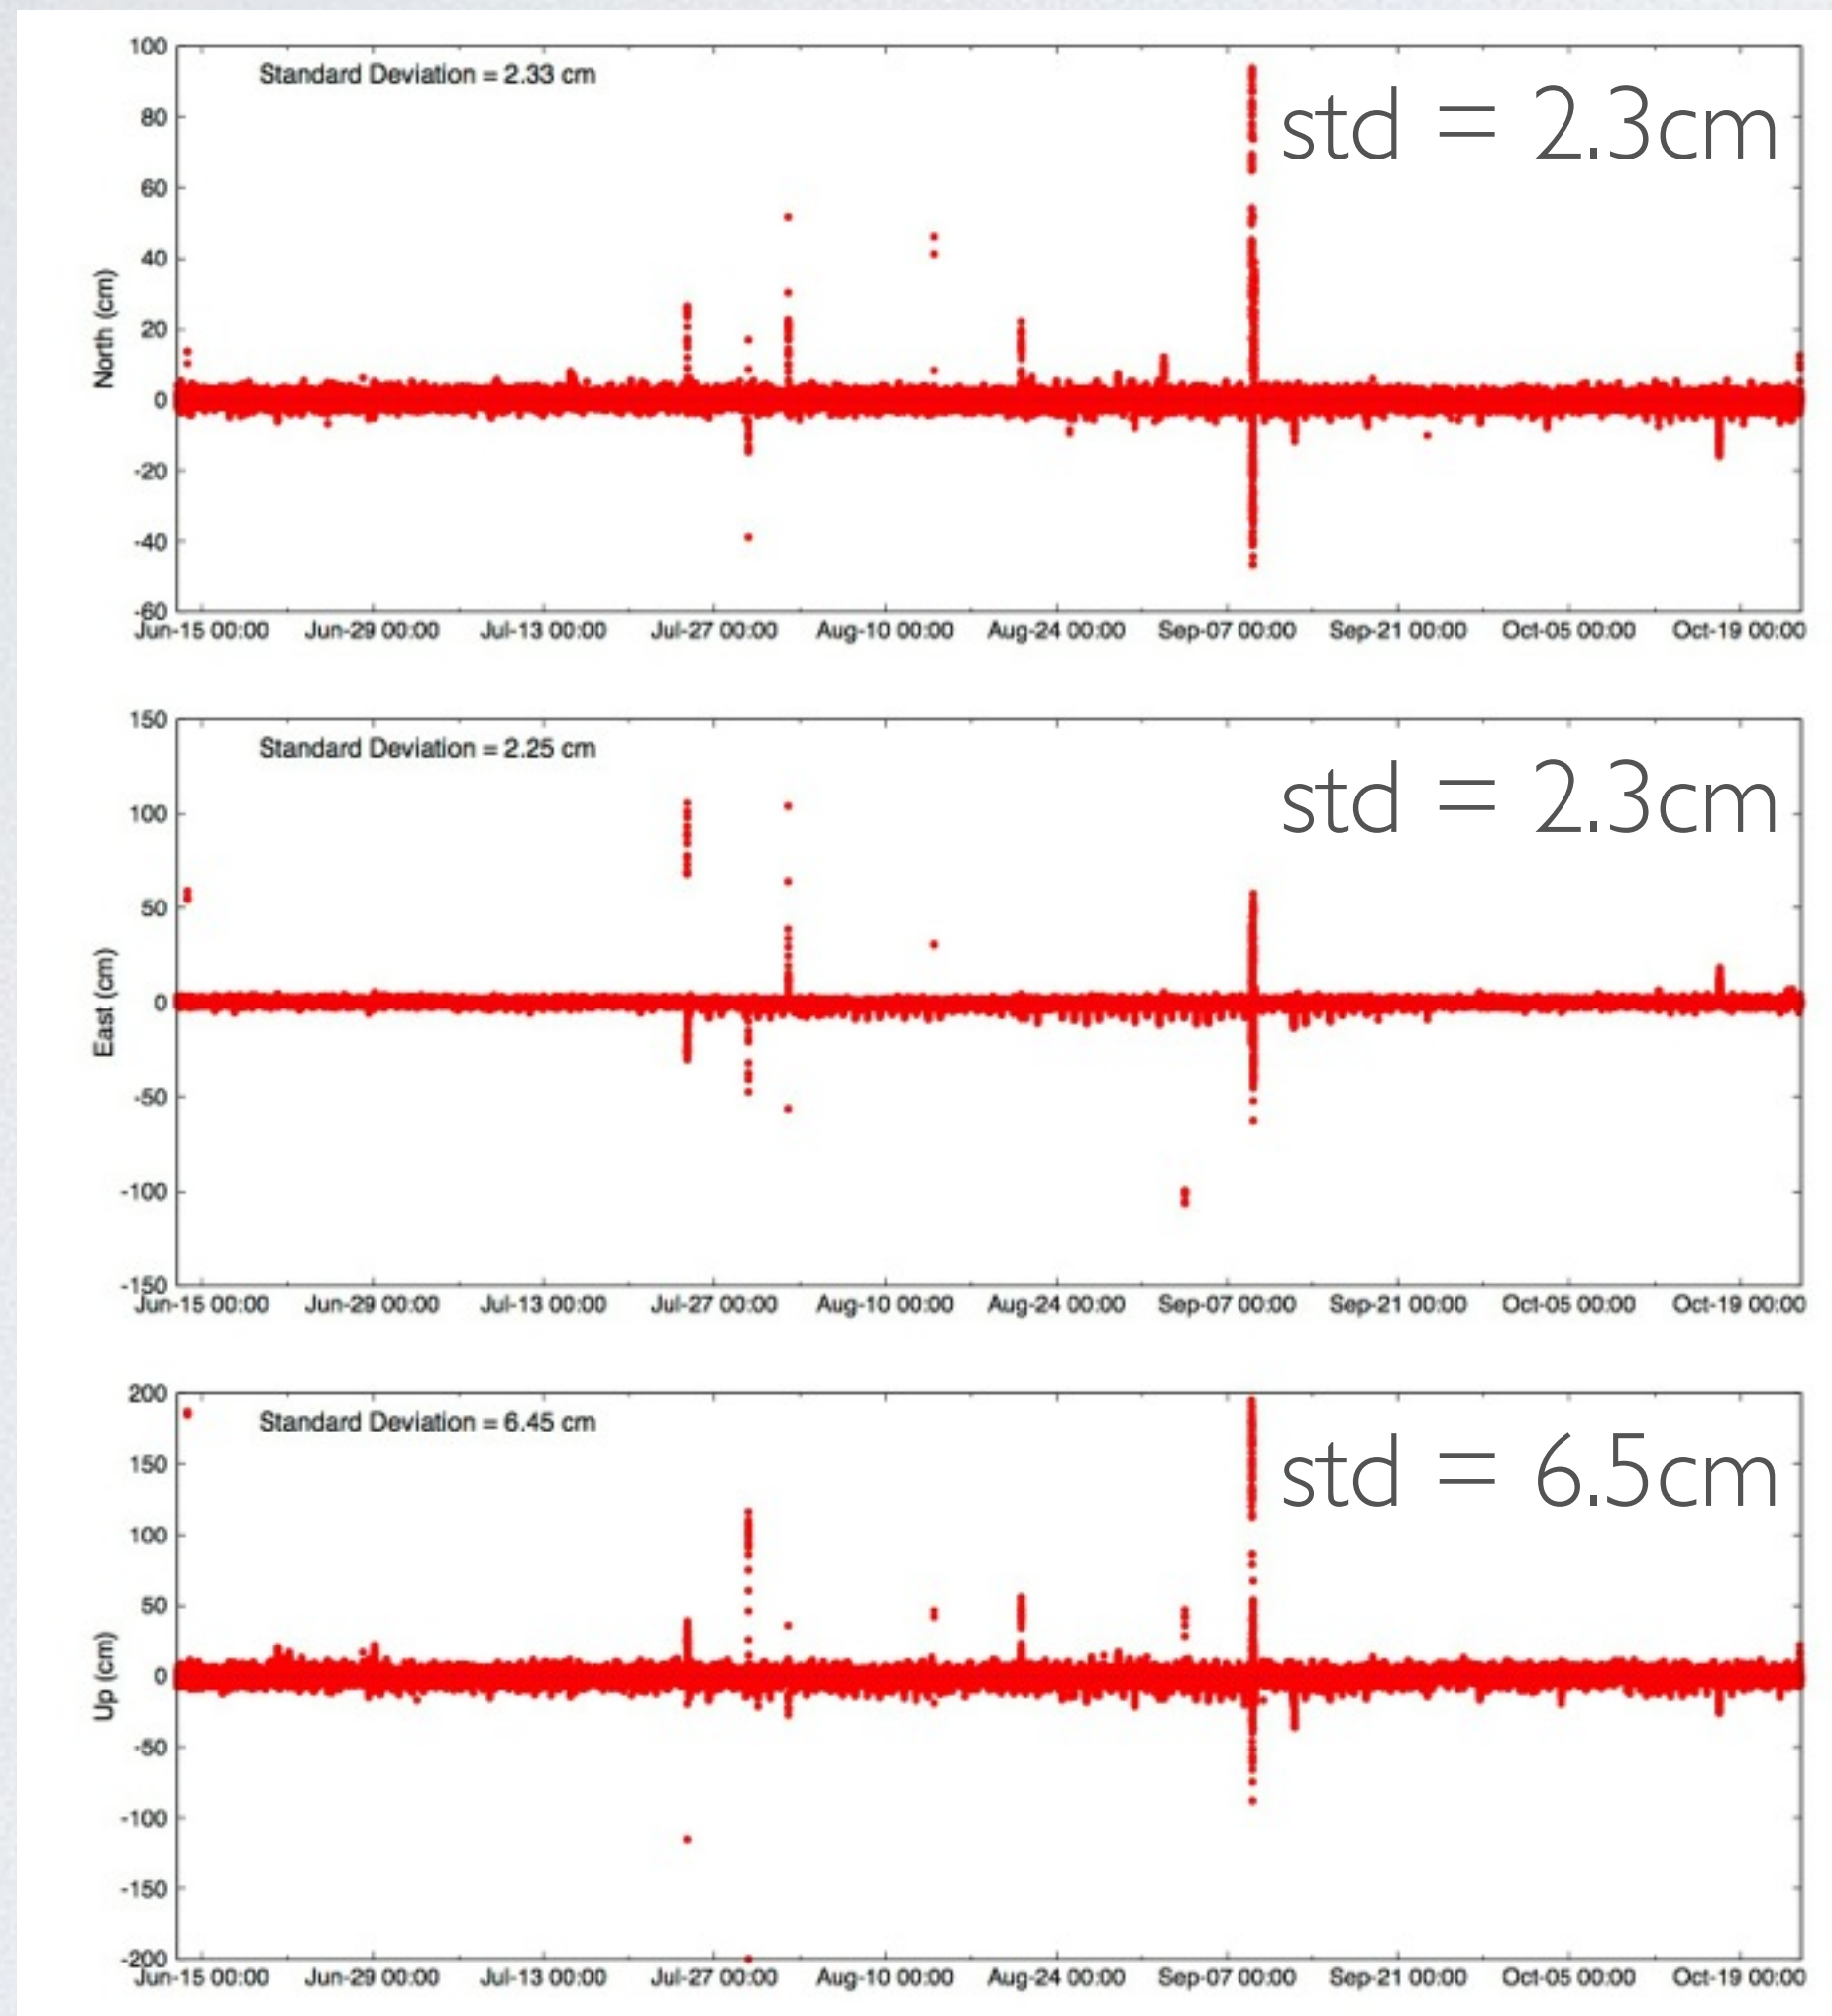 100
Standard Deviation = 2.33 cm
std = 2.3cm
80
60
40
20
0
-20
-40
-60
North (cm)
Jun-15 00:00 Jun-29 00:00 Jul-13 00:00 Jul-27 00:00 Aug-10 00:00 Aug-24 00:00 Sep-07 00:00 Sep-21 00:00 Oct-05 00:00 Oct-19 00:00
150
Standard Deviation = 2.25 cm
std = 2.3cm
100
50
0
-50
-100
-150
East (cm)
Jun-15 00:00 Jun-29 00:00 Jul-13 00:00 Jul-27 00:00 Aug-10 00:00 Aug-24 00:00 Sep-07 00:00 Sep-21 00:00 Oct-05 00:00 Oct-19 00:00
200
Standard Deviation = 6.45 cm
std = 6.5cm
150
100
50
0
-50
-100
-150
-200
Up (cm)
Jun-15 00:00 Jun-29 00:00 Jul-13 00:00 Jul-27 00:00 Aug-10 00:00 Aug-24 00:00 Sep-07 00:00 Sep-21 00:00 Oct-05 00:00 Oct-19 00:00